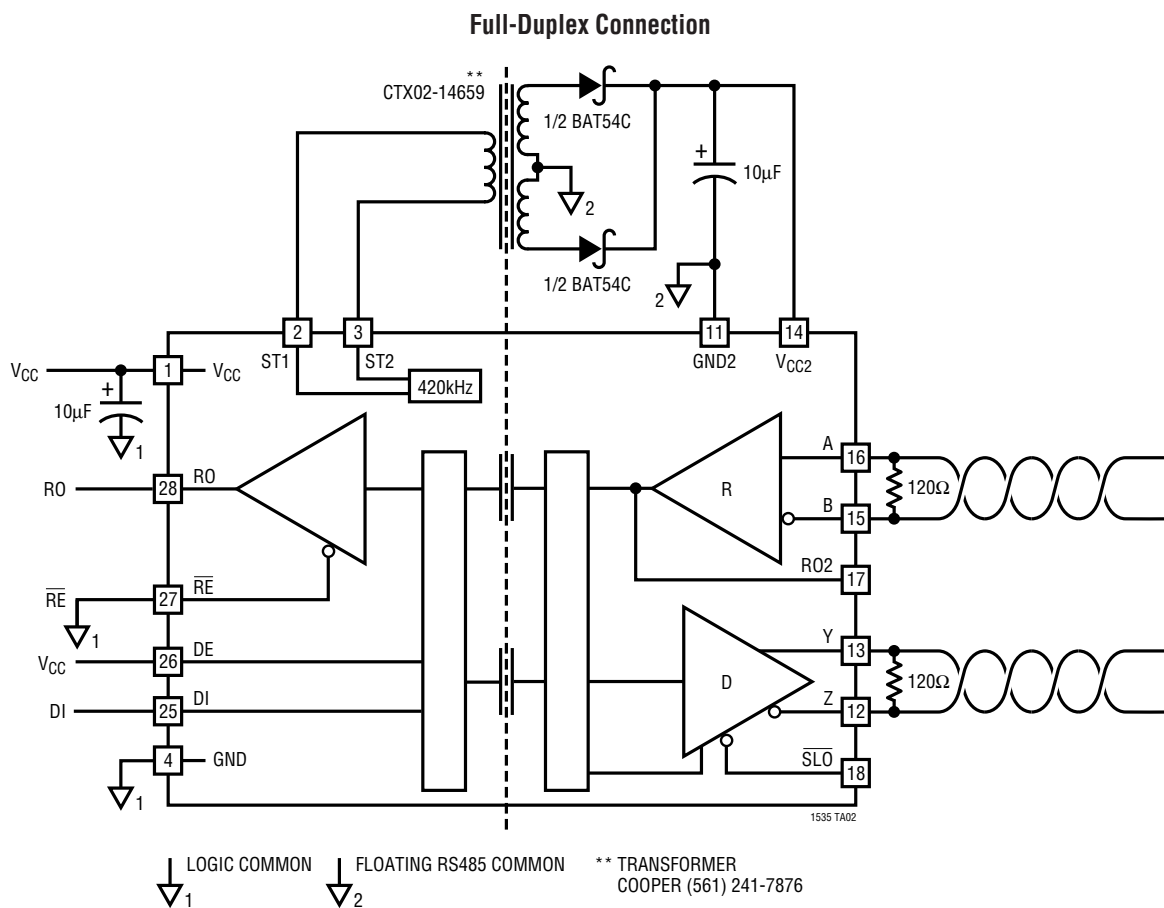 Full-Duplex Connection
**
CTX02-14659
1/2 BAT54C
+
10µF
2
1/2 BAT54C
2
2
3
11
14
ST1
ST2
GND2
VCC2
VCC
1
VCC
420kHz
+
10µF
1
A
16
RO
28
RO
R
120Ω
B
15
RO2
17
RE
27
RE
1
Y
13
VCC
26
DE
D
120Ω
DI
25
DI
Z
12
4
GND
SLO
18
1
1535 TA02
LOGIC COMMON
1
FLOATING RS485 COMMON
2
** TRANSFORMER
COOPER (561) 241-7876